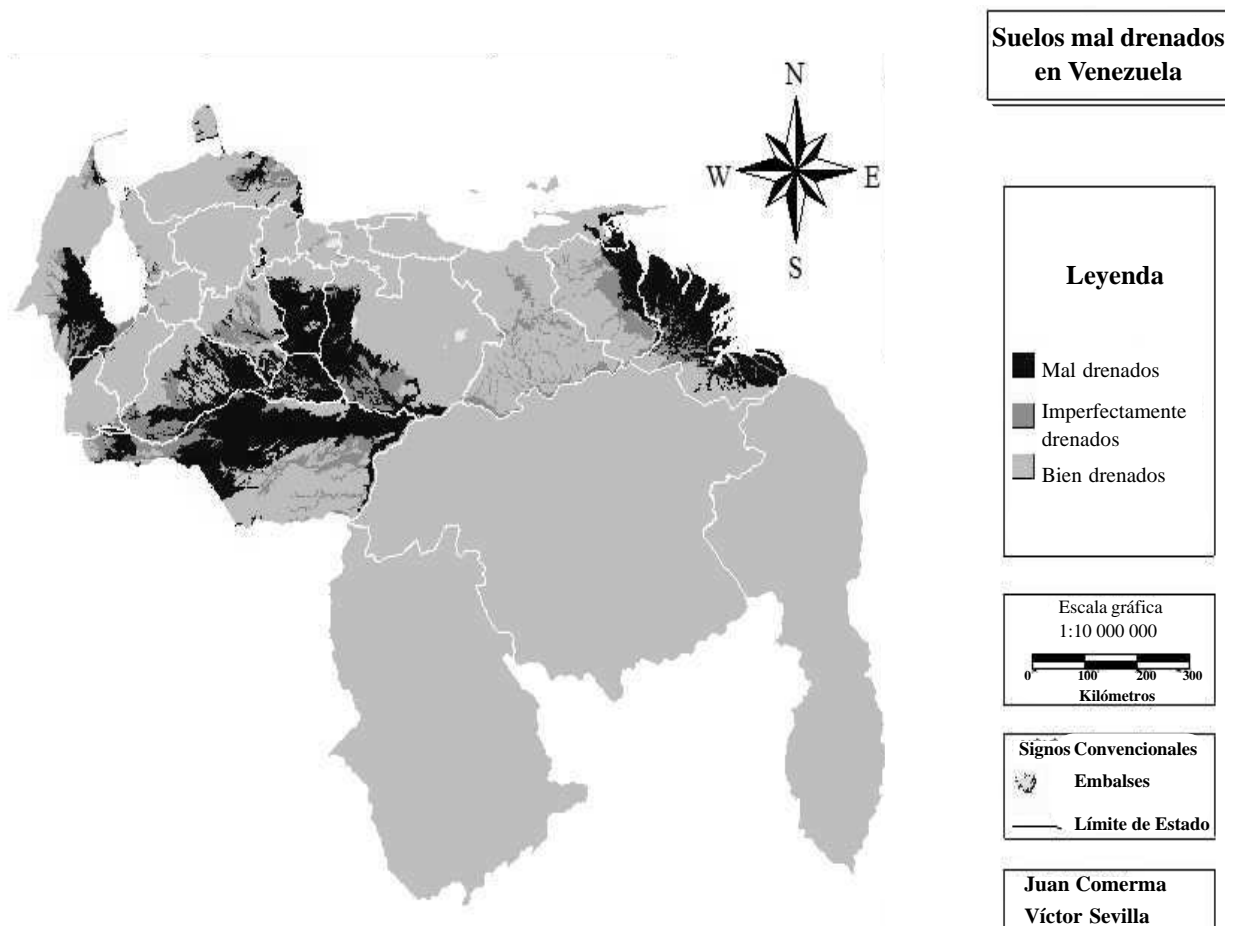 Suelos mal drenados
en Venezuela
N
W
E
S
Leyenda
Mal drenados
Imperfectamente
drenados
Bien drenados
Escala gráfica
1:10 000 000
0 100 200 300
Kilómetros
Signos Convencionales
Embalses
Límite de Estado
Juan Comerma
Víctor Sevilla